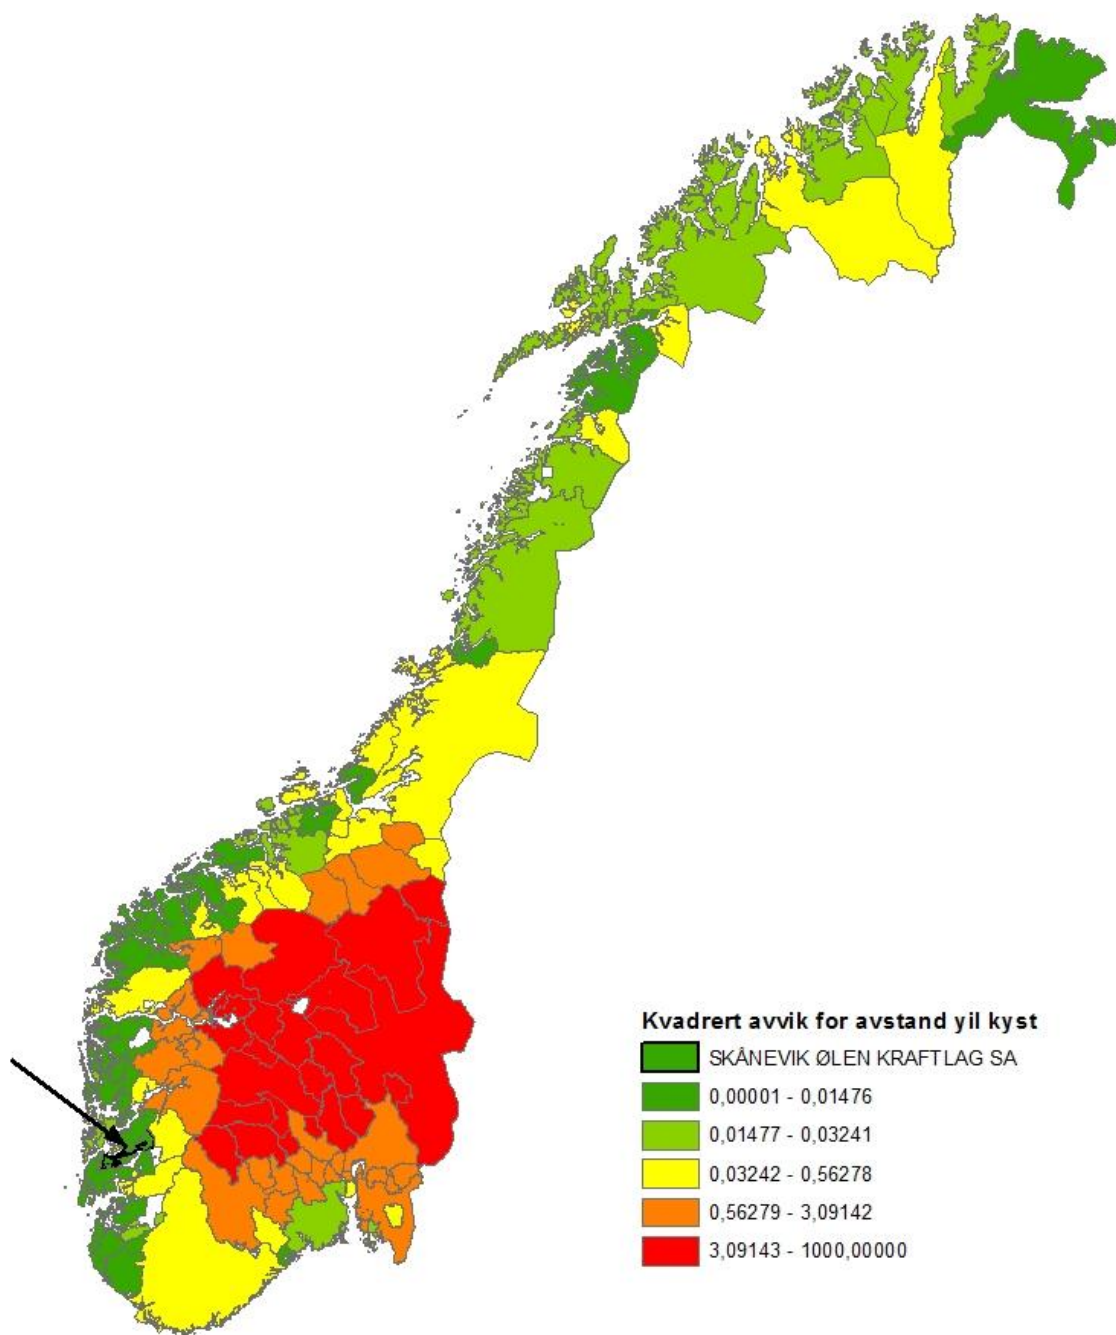 Kvadrert avvik for avstand yil kyst
SKÅNEVIK ØLEN KRAFTLAG SA
0,00001 - 0,01476
0,01477 - 0,03241
0,03242 - 0,56278
0,56279 - 3,09142
3,09143 - 1000,00000